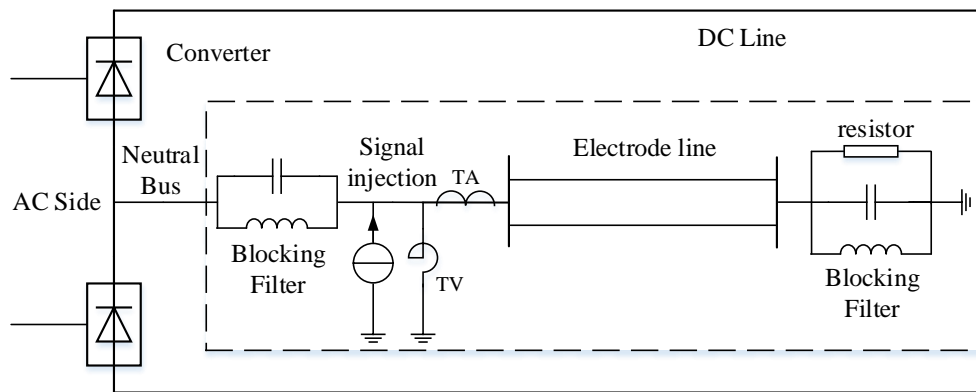 DC Line
Converter
resistor
Neutral
Bus
Signal
injection
TA
Electrode line
AC Side
Blocking
Filter
TV
Blocking
Filter